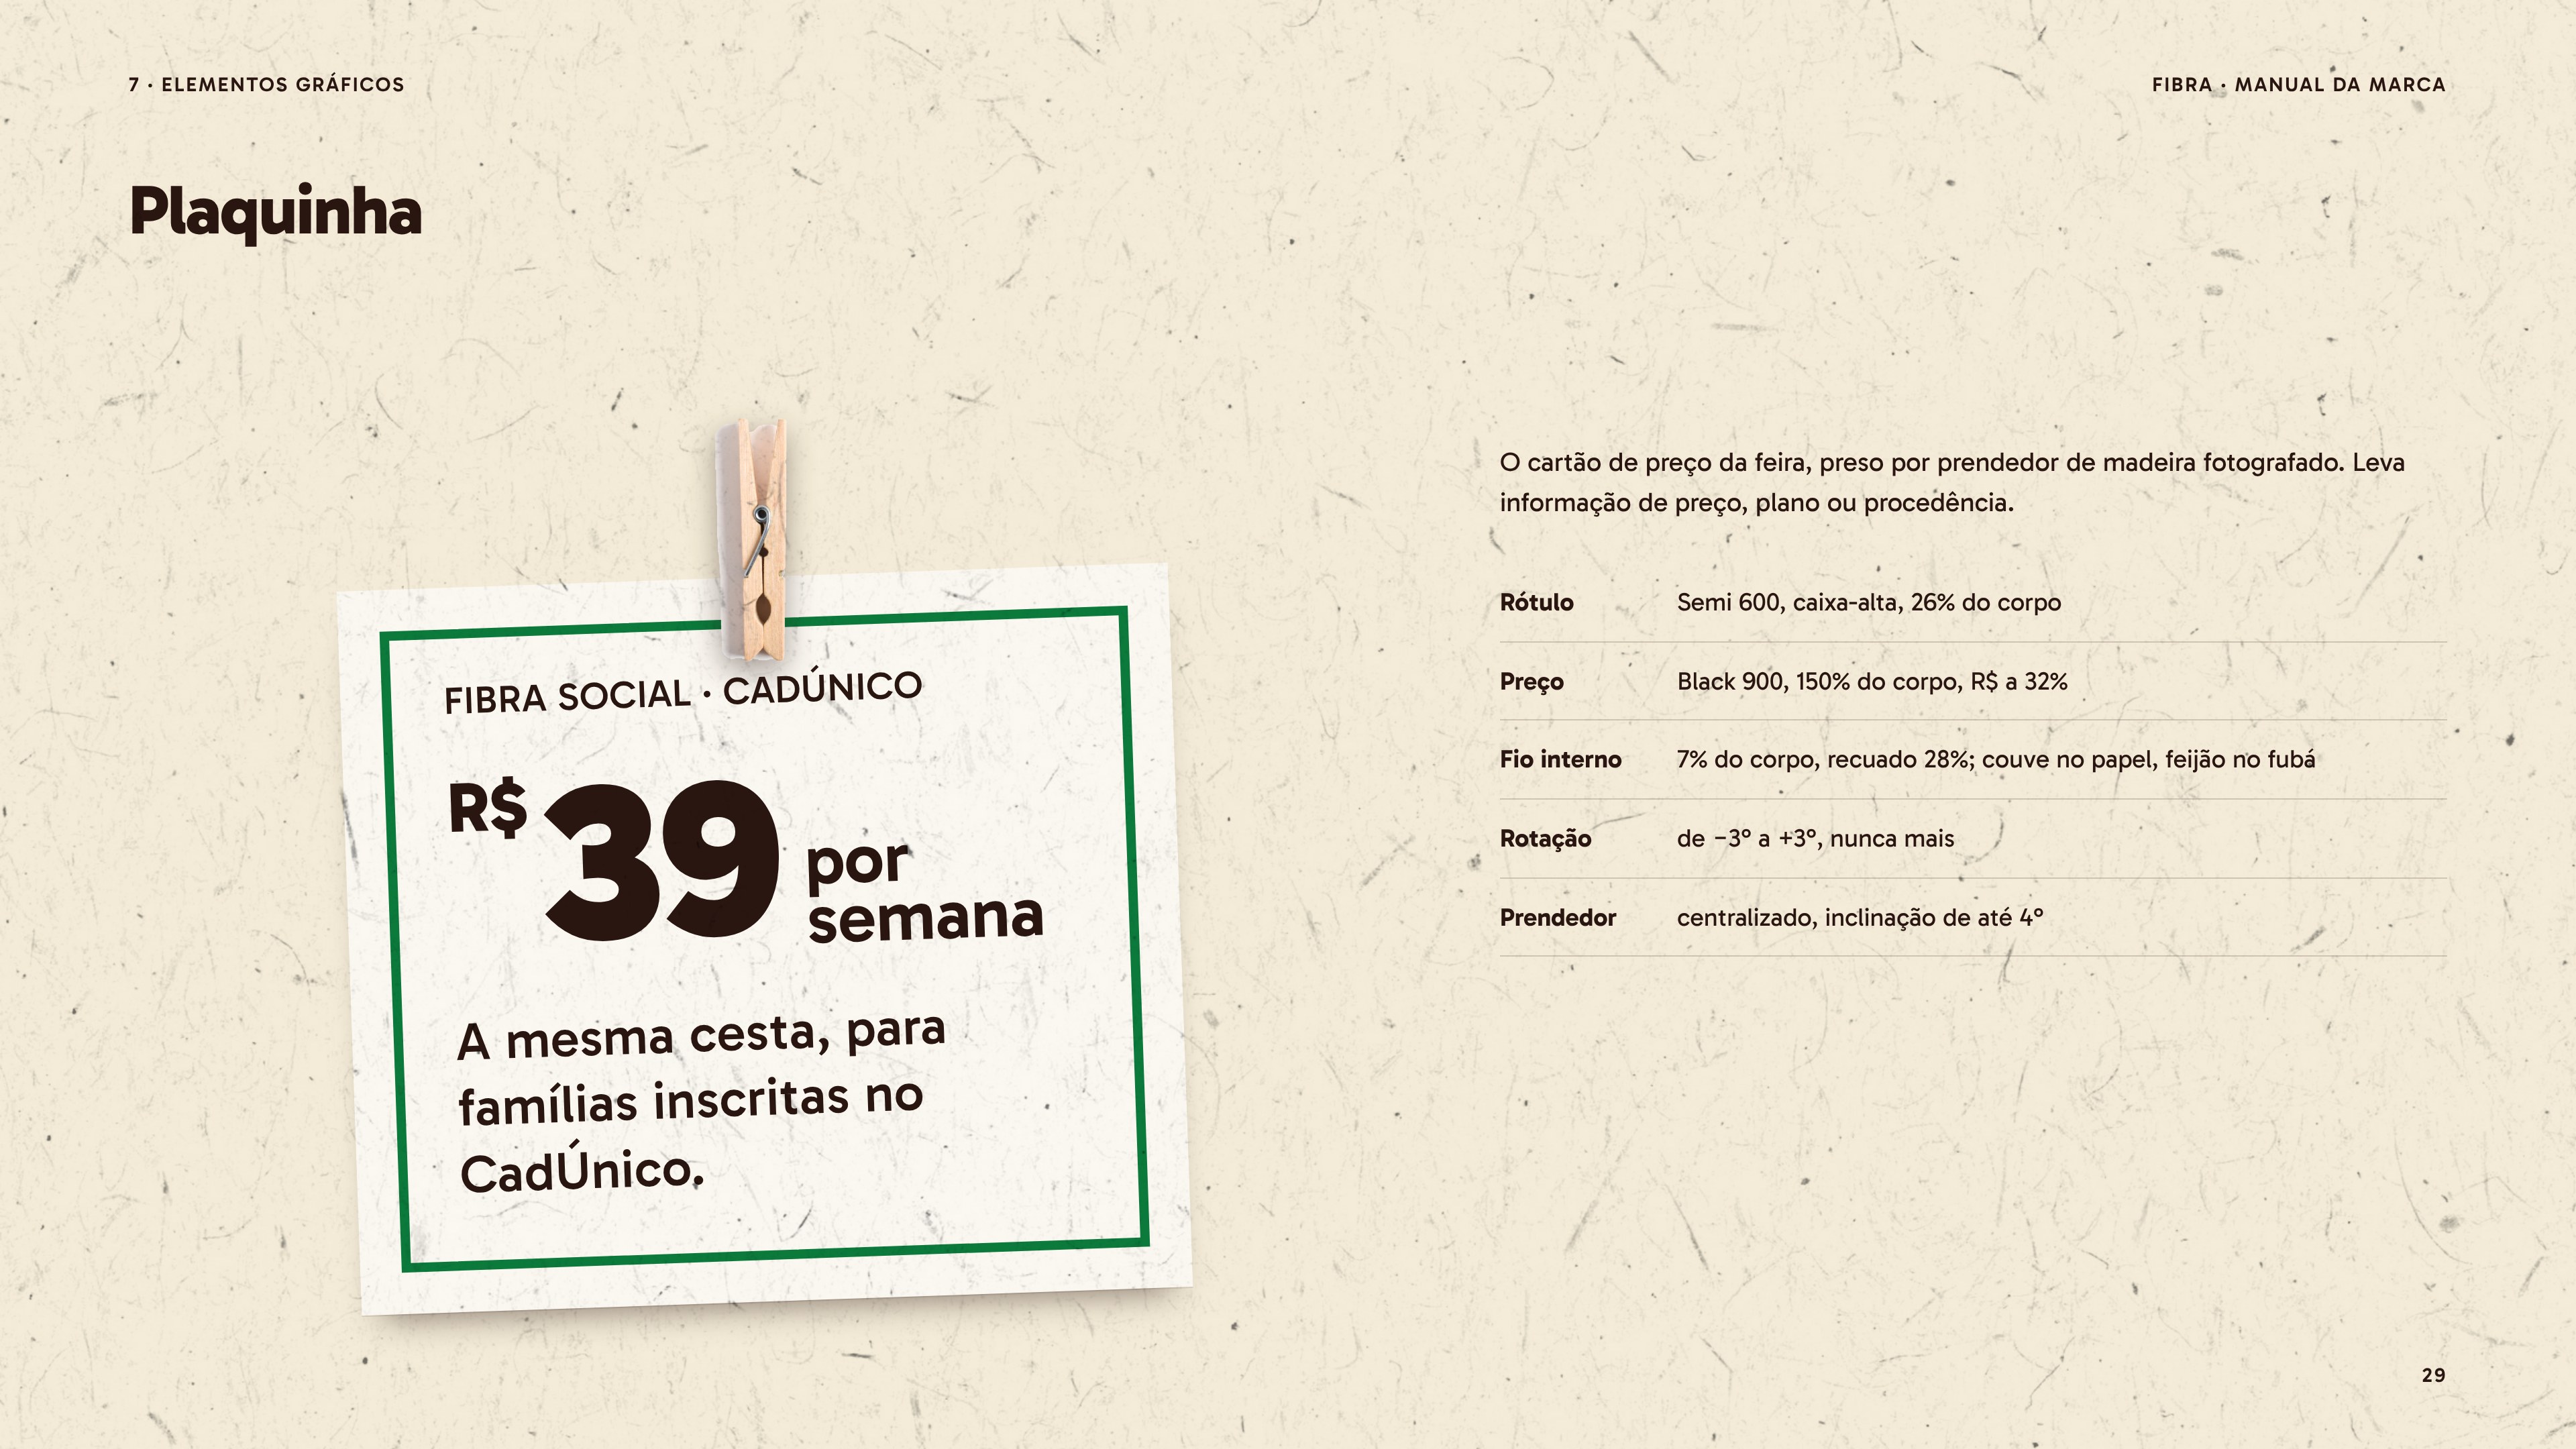 7 · ELEMENTOS GRÁFICOS
FIBRA · MANUAL DA MARCA
Plaquinha
FIBRA SOCIAL · CADÚNICO
R$ 39 por
semana
A mesma cesta, para
famílias inscritas no
CadÚnico.
O cartão de preço da feira, preso por prendedor de madeira fotografado. Leva
informação de preço, plano ou procedência.
Rótulo Semi 600, caixa-alta, 26% do corpo
Preço Black 900, 150% do corpo, R$ a 32%
Fio interno 7% do corpo, recuado 28%; couve no papel, feijão no fubá
Rotação de −3° a +3°, nunca mais
Prendedor centralizado, inclinação de até 4°
29